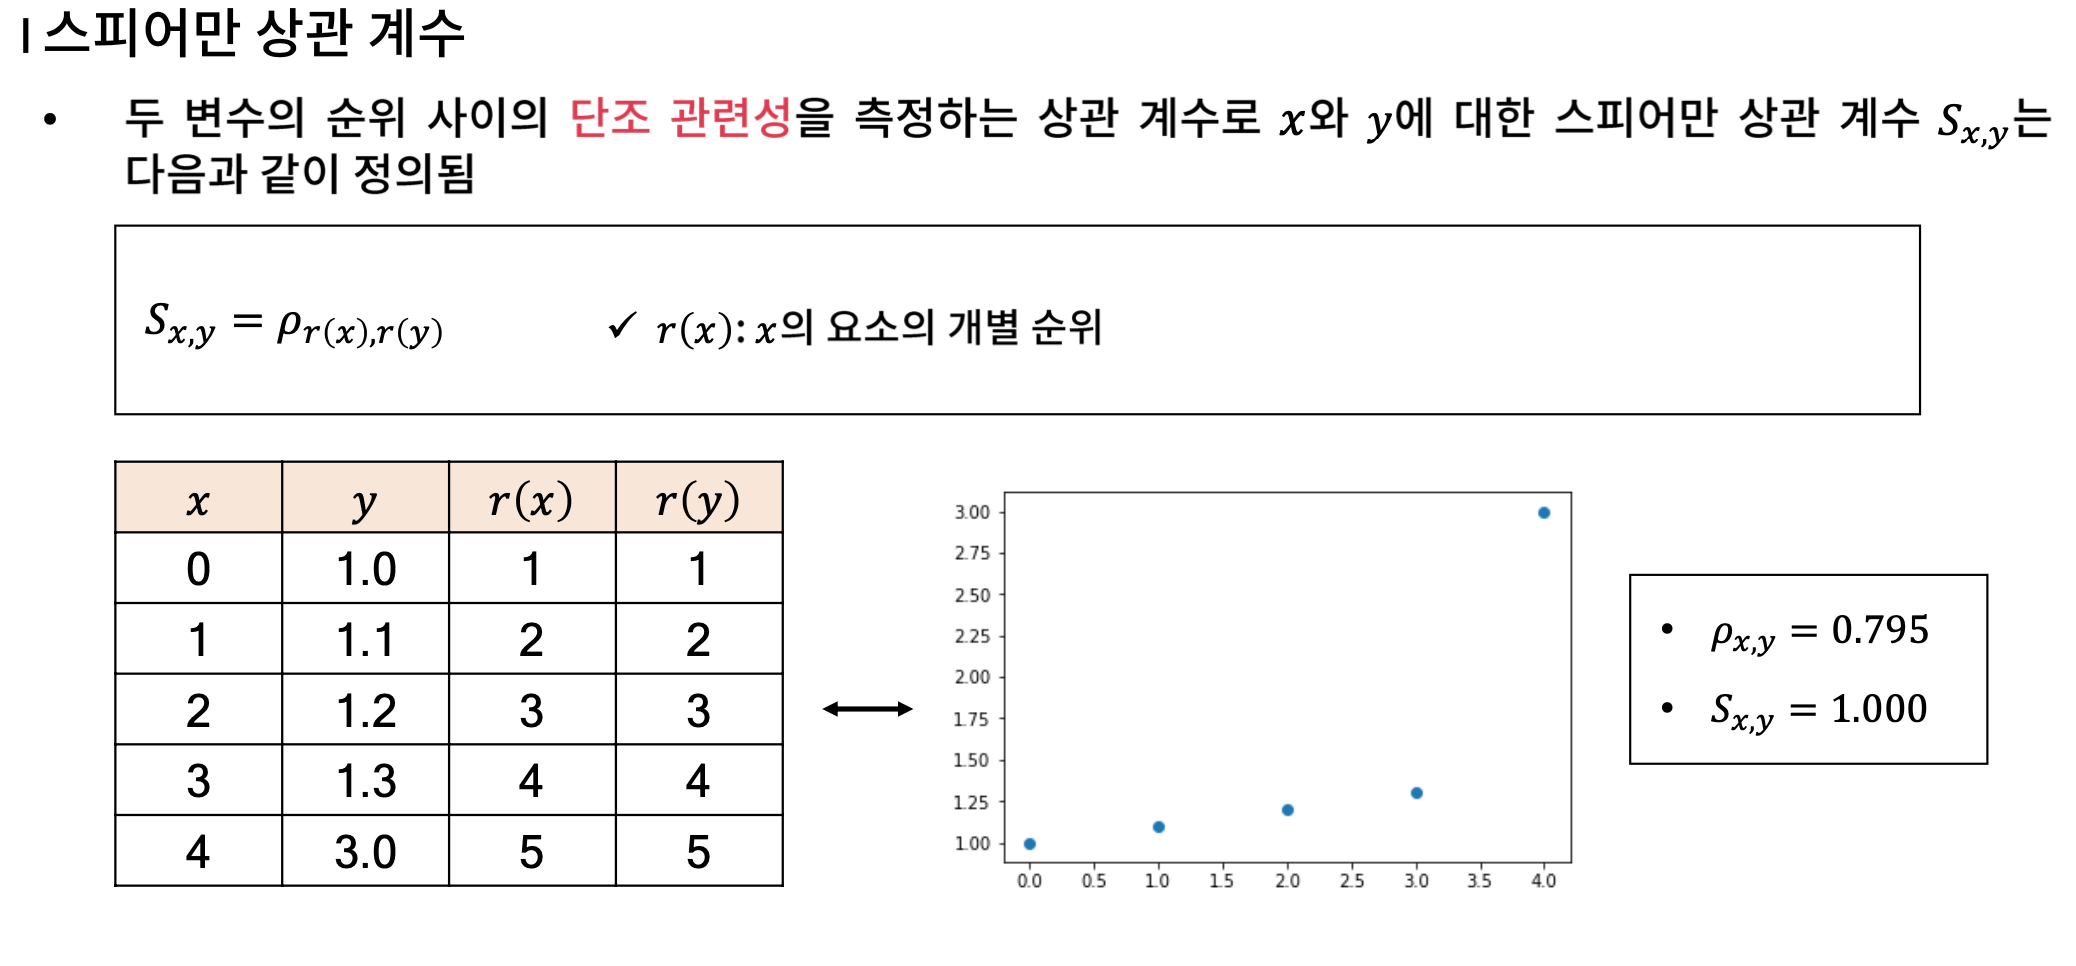 | 스피어만 상관 계수
• 두 변수의 순위 사이의 단조 관련성을 측정하는 상관 계수로 x와 y에 대한 스피어만 상관 계수 S_{x,y}는
다음과 같이 정의됨
S_{x,y} = ρ_{r(x),r(y)} ✓ r(x): x의 요소의 개별 순위
x y r(x) r(y)
0 1.0 1 1
1 1.1 2 2
2 1.2 3 3
3 1.3 4 4
4 3.0 5 5
3.00
2.75
2.50
2.25
2.00
1.75
1.50
1.25
1.00
0.0 0.5 1.0 1.5 2.0 2.5 3.0 3.5 4.0
• ρ_{x,y} = 0.795
• S_{x,y} = 1.000